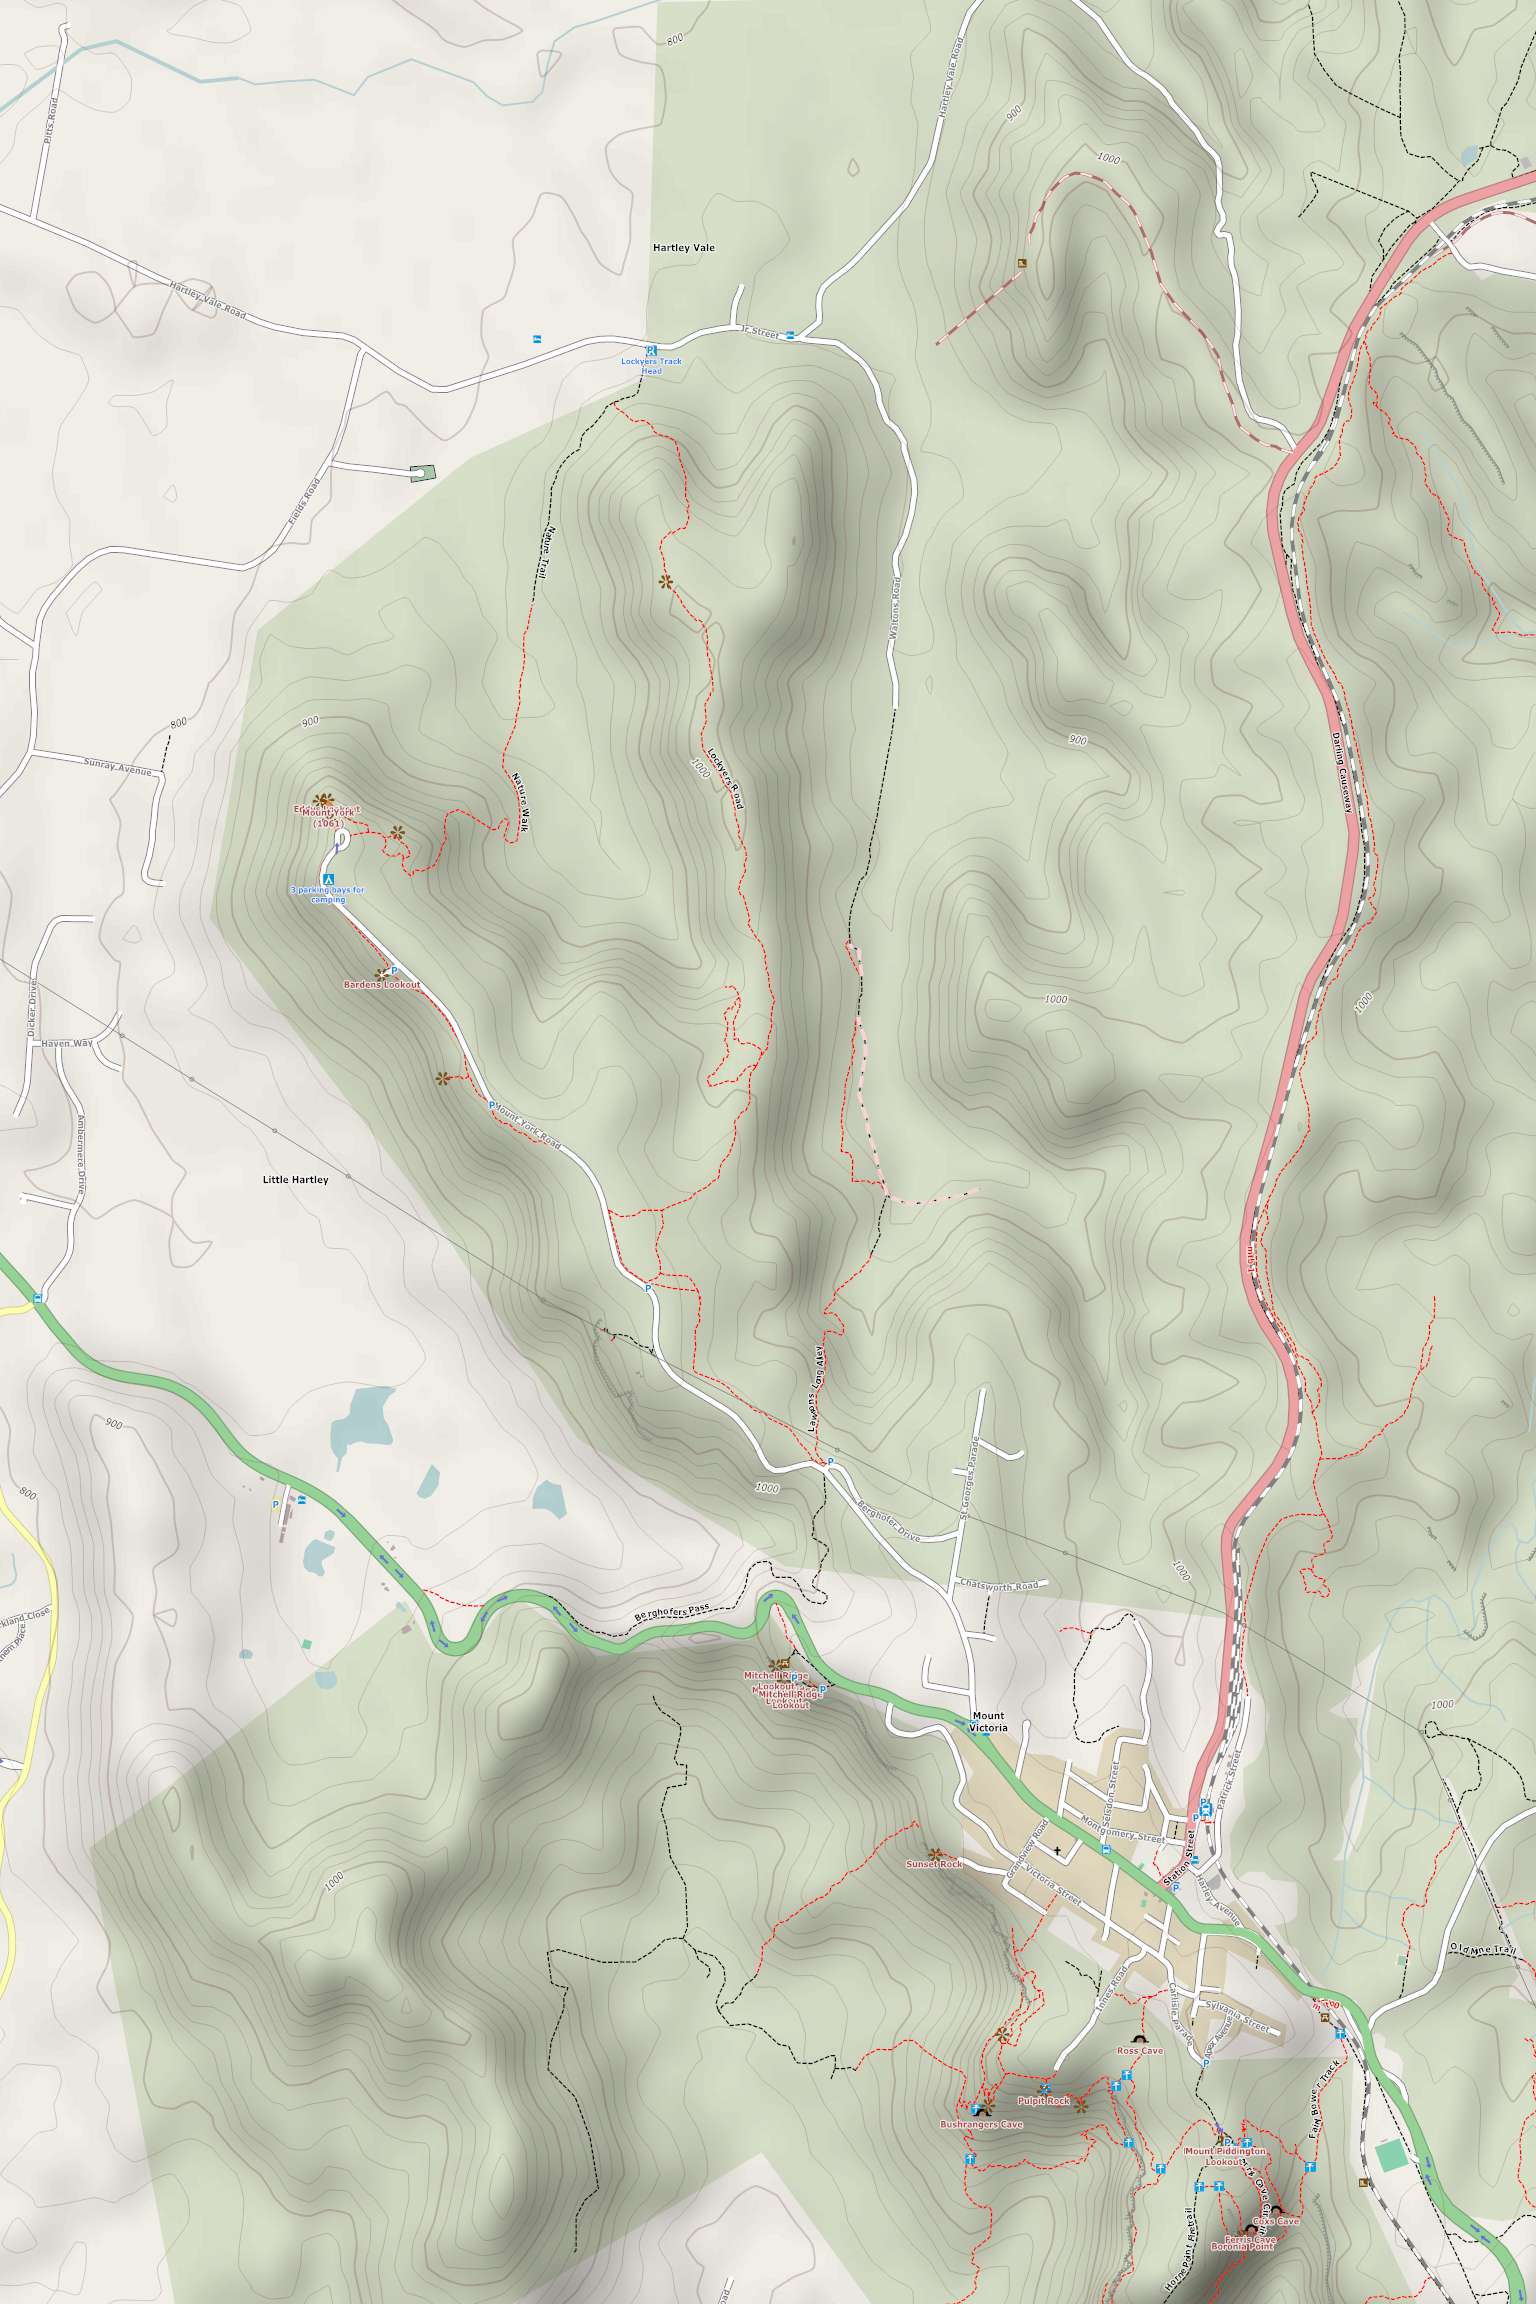 800
Hartley Vale Road
Pitts Road
900
1000
Hartley Vale
Hartley Vale Road
Lockyers Track
Head
Fields Road
Nature Trail
Waltons Road
800
900
900
Darling Causeway
Sunray Avenue
Lockyers Road
1000
Nature Walk
Mount York
(1061)
3 parking bays for
camping
Bardens Lookout
1000
1000
Dicker Drive
Haven Way
Ambermere Drive
Mount York Road
Little Hartley
Lawsons Long Alley
900
800
1000
St Georges Parade
Berghofer Drive
Chatsworth Road
1000
Berghofers Pass
Mitchell Ridge
Lookout
Mitchell Ridge
Lookout
Mount
Victoria
1000
Patrick Street
Selsdon Street
Montgomery Street
Grandview Road
Station Street
Sunset Rock
Victoria Street
Harley Avenue
1000
Old Mine Trail
Innes Road
Carlisle Parade
Sylvania Street
Apex Avenue
Ross Cave
Fairy Bower Track
Pulpit Rock
Bushrangers Cave
Mount Piddington
Lookout
Coxs Cave
Ferris Cave
Boronia Point
P
P
P
P
P
P
P
P
P
P
P
P
P